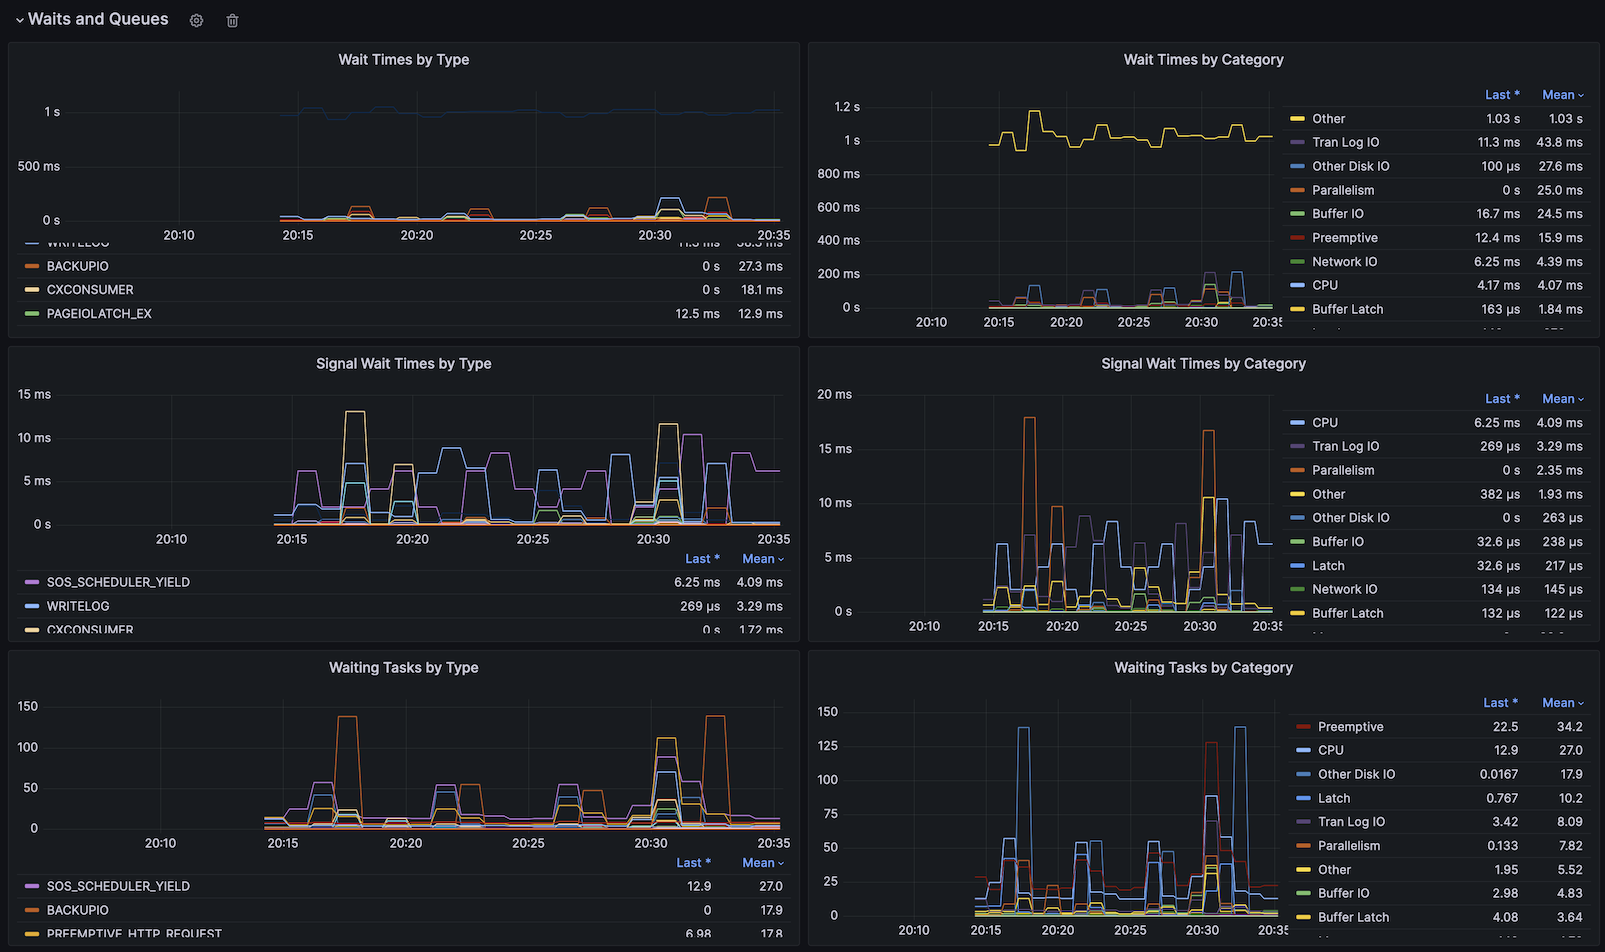 Waits and Queues
Wait Times by Type
1 s
500 ms
0 s
20:10 20:15 20:20 20:25 20:30 20:35
WRITELOG 11.3 ms 38.3 ms
BACKUPIO 0 s 27.3 ms
CXCONSUMER 0 s 18.1 ms
PAGEIOLATCH_EX 12.5 ms 12.9 ms
Wait Times by Category
1.2 s
1 s
800 ms
600 ms
400 ms
200 ms
0 s
20:10 20:15 20:20 20:25 20:30 20:35
Last * Mean
Other 1.03 s 1.03 s
Tran Log IO 11.3 ms 43.8 ms
Other Disk IO 100 µs 27.6 ms
Parallelism 0 s 25.0 ms
Buffer IO 16.7 ms 24.5 ms
Preemptive 12.4 ms 15.9 ms
Network IO 6.25 ms 4.39 ms
CPU 4.17 ms 4.07 ms
Buffer Latch 163 µs 1.84 ms
Signal Wait Times by Type
15 ms
10 ms
5 ms
0 s
20:10 20:15 20:20 20:25 20:30 20:35
Last * Mean
SOS_SCHEDULER_YIELD 6.25 ms 4.09 ms
WRITELOG 269 µs 3.29 ms
CXCONSUMER 0 s 1.72 ms
Signal Wait Times by Category
20 ms
15 ms
10 ms
5 ms
0 s
20:10 20:15 20:20 20:25 20:30 20:35
Last * Mean
CPU 6.25 ms 4.09 ms
Tran Log IO 269 µs 3.29 ms
Parallelism 0 s 2.35 ms
Other 382 µs 1.93 ms
Other Disk IO 0 s 263 µs
Buffer IO 32.6 µs 238 µs
Latch 32.6 µs 217 µs
Network IO 134 µs 145 µs
Buffer Latch 132 µs 122 µs
Waiting Tasks by Type
150
100
50
0
20:10 20:15 20:20 20:25 20:30 20:35
Last * Mean
SOS_SCHEDULER_YIELD 12.9 27.0
BACKUPIO 0 17.9
PREEMPTIVE_HTTP_REQUEST 6.98 17.8
Waiting Tasks by Category
150
125
100
75
50
25
0
20:10 20:15 20:20 20:25 20:30 20:35
Last * Mean
Preemptive 22.5 34.2
CPU 12.9 27.0
Other Disk IO 0.0167 17.9
Latch 0.767 10.2
Tran Log IO 3.42 8.09
Parallelism 0.133 7.82
Other 1.95 5.52
Buffer IO 2.98 4.83
Buffer Latch 4.08 3.64